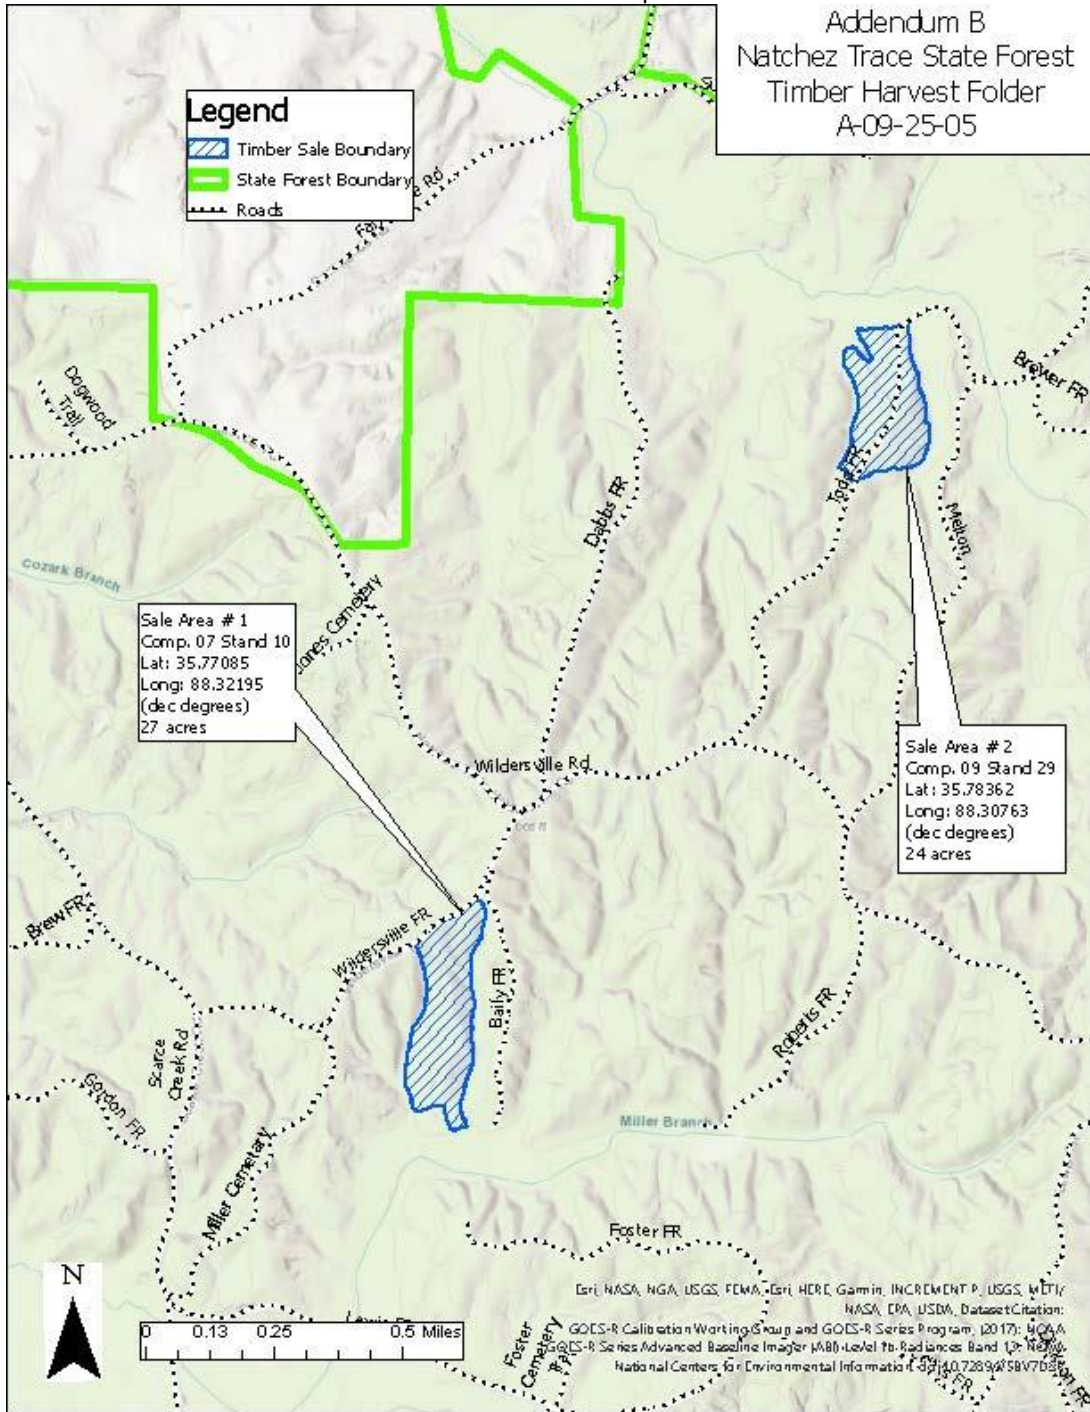 Addendum B
Natchez Trace State Forest
Timber Harvest Folder
A-09-25-05
Legend
Timber Sale Boundary
State Forest Boundary
Roads
Rd
Dogwood
Trail
Brewer FR
Dabbs FR
Todd FR
Melton
Cozark Branch
Jones Cemetery
Sale Area # 1
Comp. 07 Stand 10
Lat: 35.77085
Long: 88.32195
(dec degrees)
27 acres
Wildersville Rd
Sale Area # 2
Comp. 09 Stand 29
Lat: 35.78362
Long: 88.30763
(dec degrees)
24 acres
Brew FR
Wildersville FR
Baily FR
Roberts FR
Scarce
Creek Rd
Gordon FR
Miller Branch
Miller Cemetary
Foster FR
N
0 0.13 0.25 0.5 Miles
Foster
Cemetery
Esri, NASA, NGA, USGS, FEMA, Esri, HERE, Garmin, INCREMENT P, USGS, METI/
NASA, EPA, USDA, Dataset Citation:
GOES-R Calibration Working Group and GOES-R Series Program, (2017): NOAA
GOES-R Series Advanced Baseline Imager (ABI) Level 1b Radiances Band 13.
National Centers for Environmental Information.